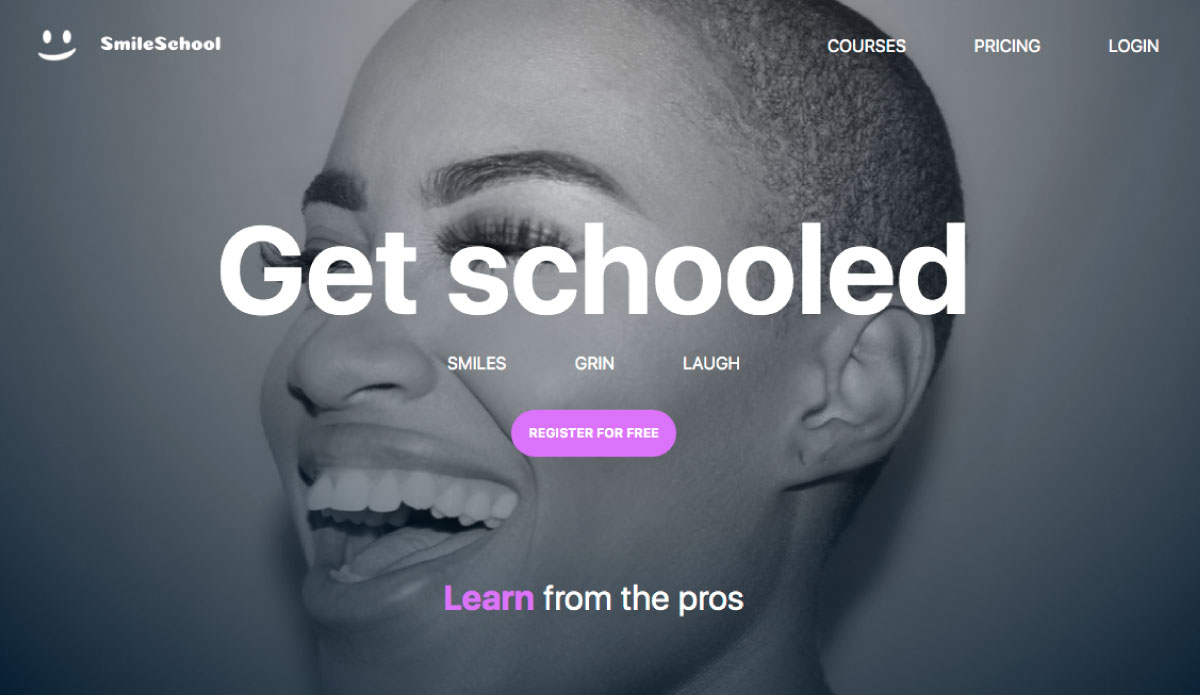 SmileSchool
COURSES PRICING LOGIN
Get schooled
SMILES GRIN LAUGH
REGISTER FOR FREE
Learn from the pros